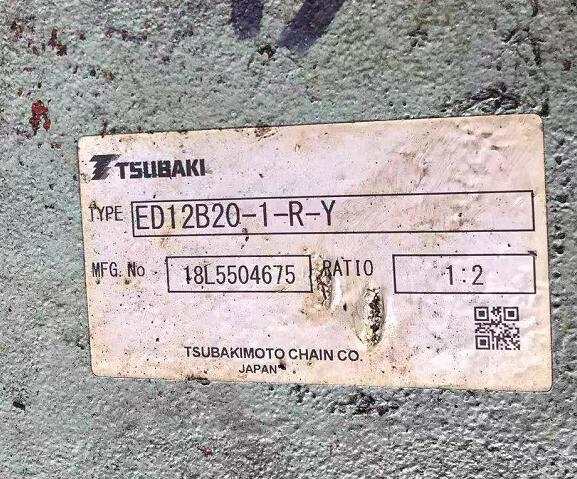 TSUBAKI
TYPE ED12B20-1-R-Y
MFG. No 18L5504675 RATIO 1:2
TSUBAKIMOTO CHAIN CO.
JAPAN